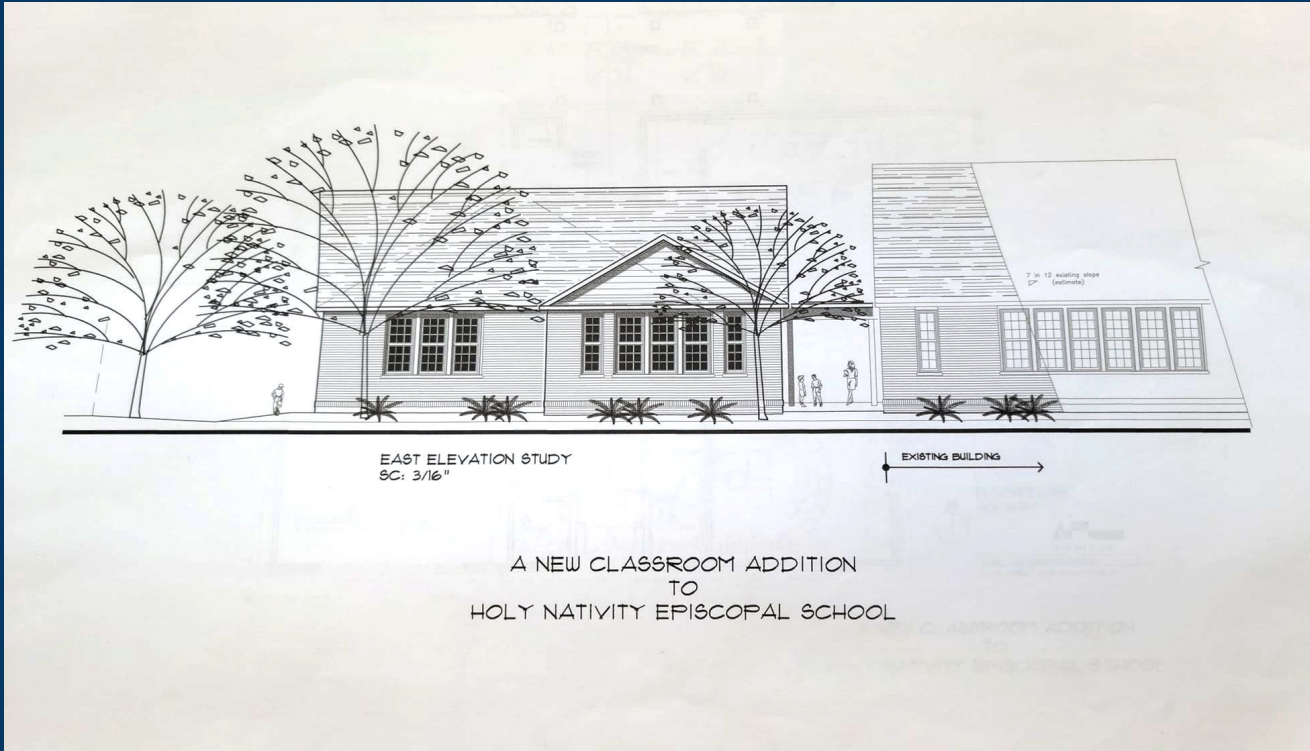 7 in 12 existing slope
(estimate)
EAST ELEVATION STUDY
SC: 3/16"
EXISTING BUILDING
A NEW CLASSROOM ADDITION
TO
HOLY NATIVITY EPISCOPAL SCHOOL